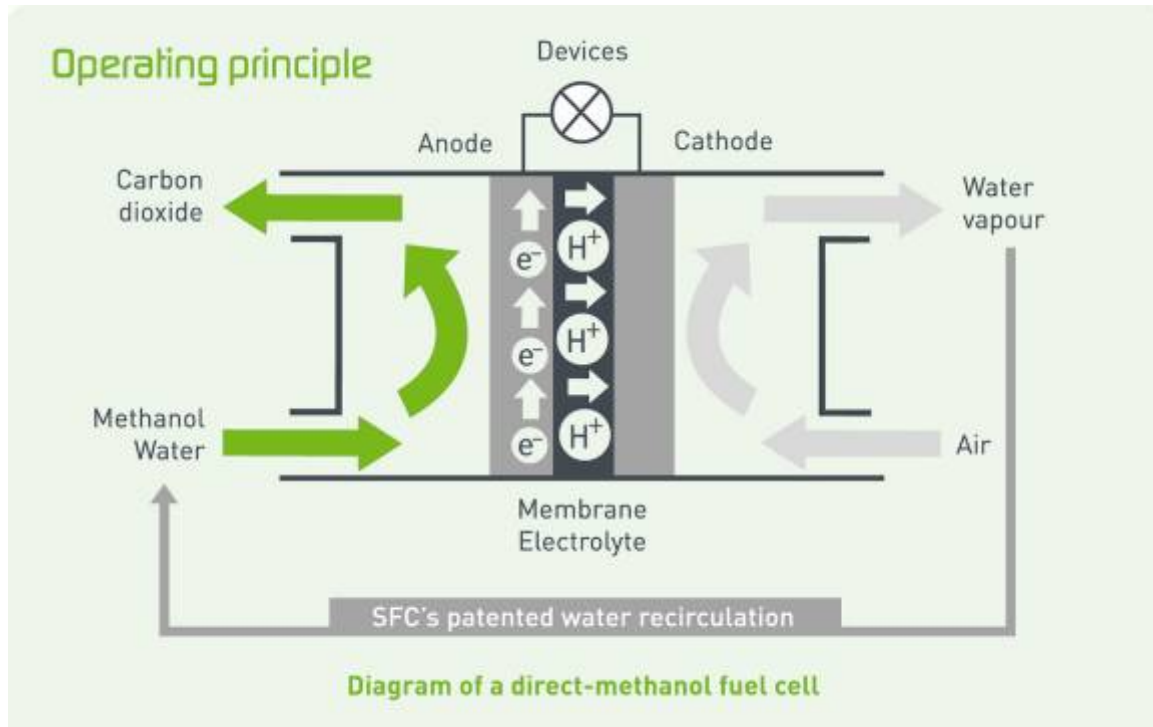 Operating principle
Devices
Anode
Cathode
Carbon
dioxide
Water
vapour
e⁻
H⁺
e⁻
H⁺
e⁻
H⁺
Methanol
Water
Air
Membrane
Electrolyte
SFC's patented water recirculation
Diagram of a direct-methanol fuel cell